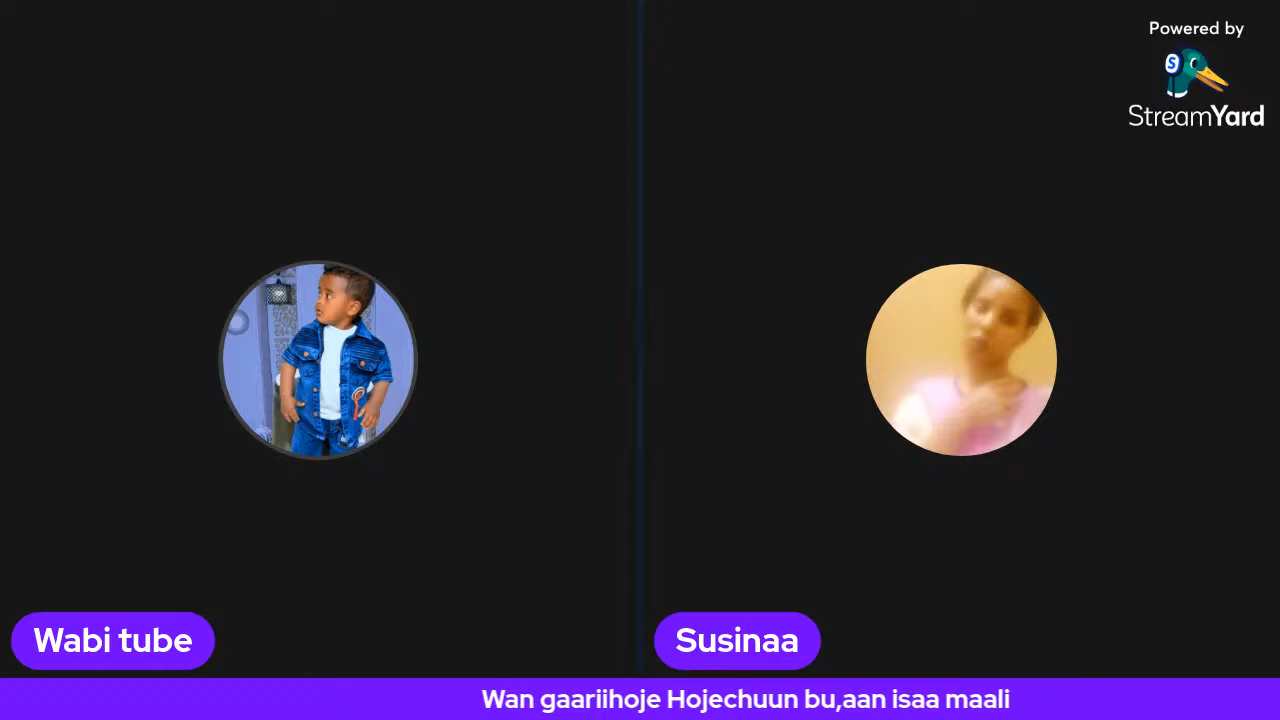 Powered by
S
StreamYard
Wabi tube
Susinaa
Wan gaariihoje Hojechuun bu,aan isaa maali